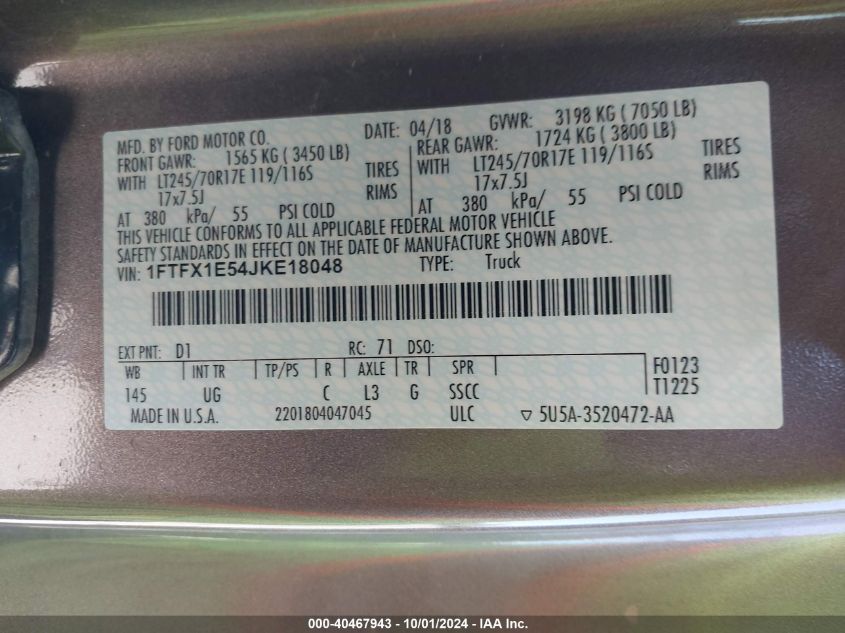 MFD. BY FORD MOTOR CO. DATE: 04/18 GVWR: 3198 KG ( 7050 LB)
FRONT GAWR: 1565 KG ( 3450 LB) REAR GAWR: 1724 KG ( 3800 LB)
WITH LT245/70R17E 119/116S TIRES WITH LT245/70R17E 119/116S TIRES
17x7.5J RIMS 17x7.5J RIMS
AT 380 kPa/ 55 PSI COLD AT 380 kPa/ 55 PSI COLD
THIS VEHICLE CONFORMS TO ALL APPLICABLE FEDERAL MOTOR VEHICLE
SAFETY STANDARDS IN EFFECT ON THE DATE OF MANUFACTURE SHOWN ABOVE.
VIN: 1FTFX1E54JKE18048 TYPE: Truck
EXT PNT: D1 RC: 71 DSO:
WB INT TR TP/PS R AXLE TR SPR F0123
145 UG C L3 G SSCC T1225
MADE IN U.S.A. 2201804047045 ULC ▽ 5U5A-3520472-AA
000-40467943 - 10/01/2024 - IAA Inc.